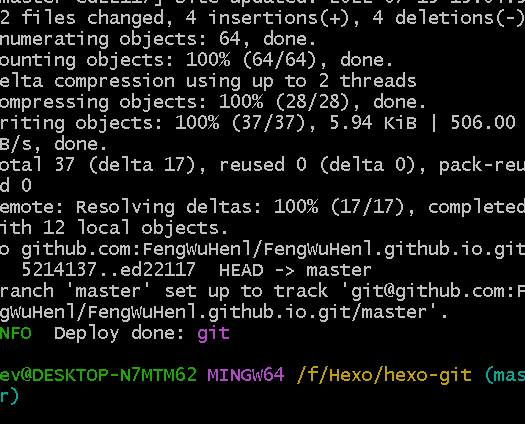 2 files changed, 4 insertions(+), 4 deletions(-)
numerating objects: 64, done.
ounting objects: 100% (64/64), done.
elta compression using up to 2 threads
ompressing objects: 100% (28/28), done.
riting objects: 100% (37/37), 5.94 KiB | 506.00
B/s, done.
otal 37 (delta 17), reused 0 (delta 0), pack-reu
d 0
emote: Resolving deltas: 100% (17/17), completed
ith 12 local objects.
o github.com:FengWuHenl/FengWuHenl.github.io.git
5214137..ed22117  HEAD -> master
ranch 'master' set up to track 'git@github.com:F
gWuHenl/FengWuHenl.github.io.git/master'.
NFO  Deploy done: git
ev@DESKTOP-N7MTM62 MINGW64 /f/Hexo/hexo-git (mas
r)